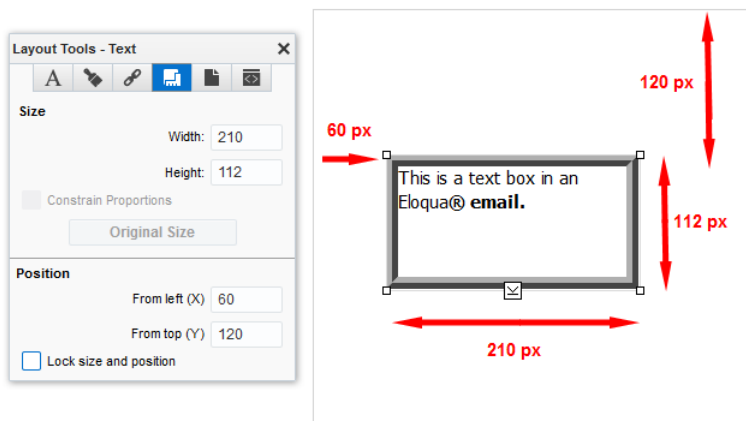 Layout Tools - Text
A
Size
Width: 210
Height: 112
Constrain Proportions
Original Size
Position
From left (X) 60
From top (Y) 120
Lock size and position
120 px
60 px
This is a text box in an
Eloqua® email.
112 px
210 px